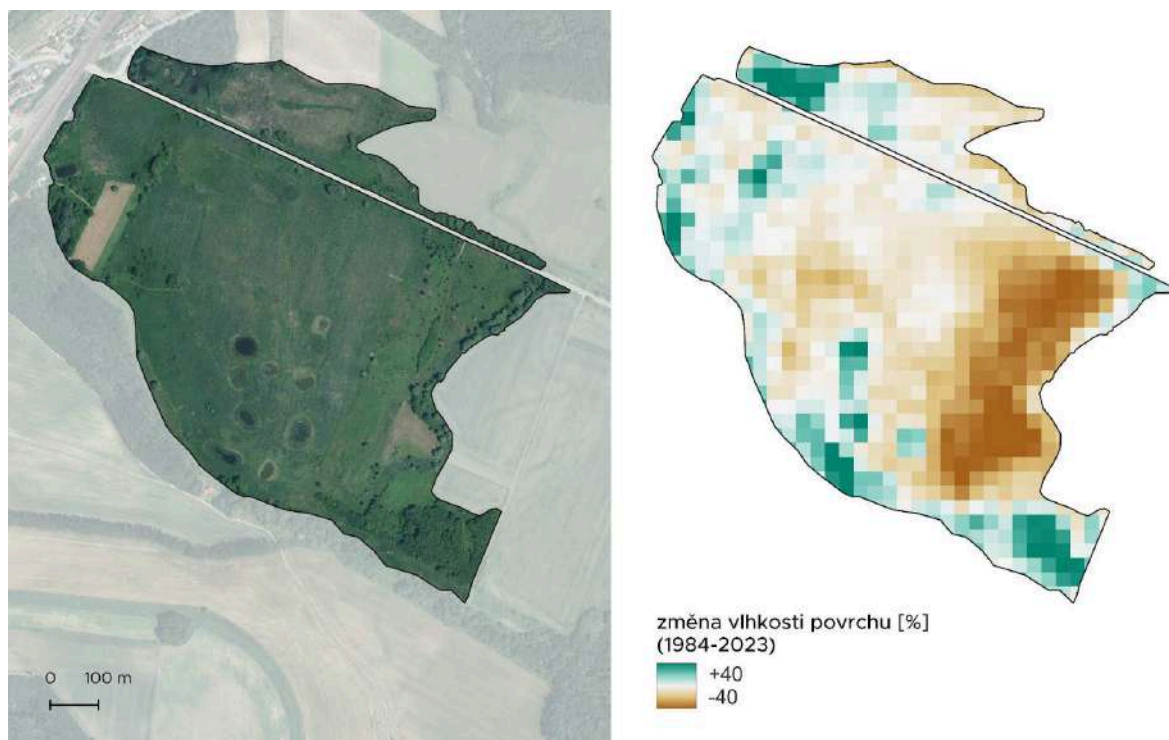 0 100 m
změna vlhkosti povrchu [%]
(1984-2023)
+40
-40